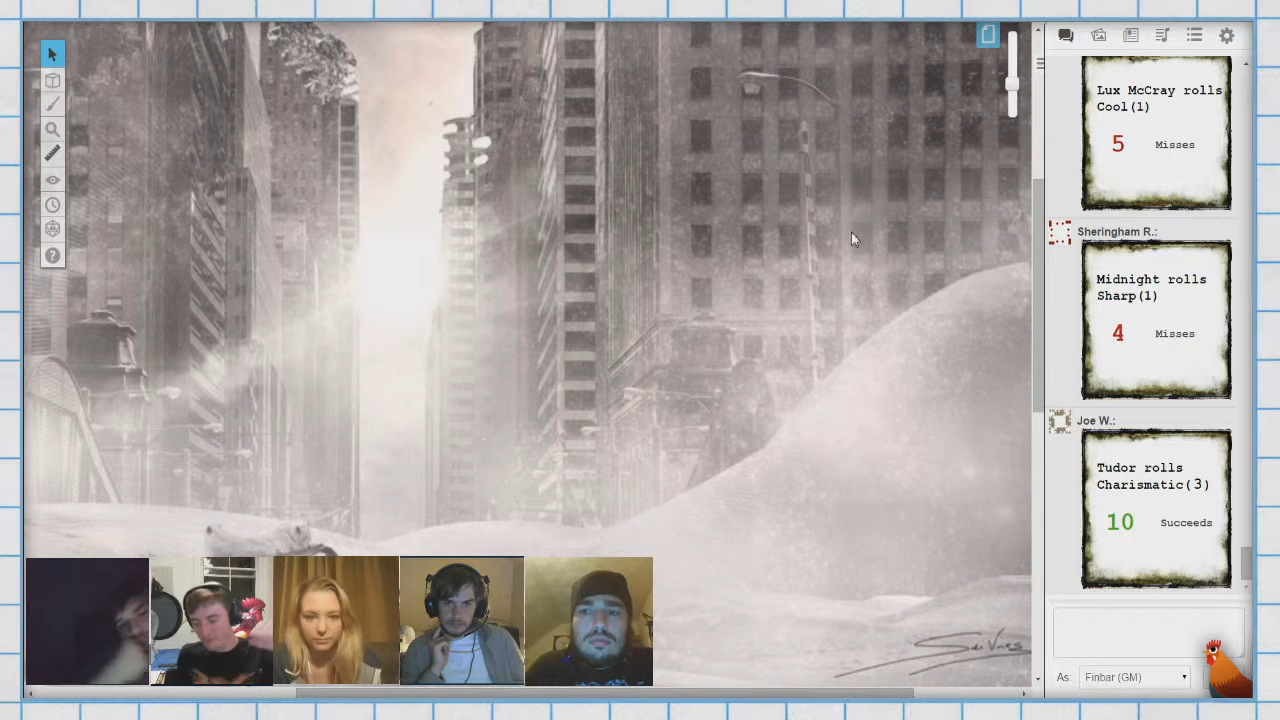 Lux McCray rolls
Cool(1)
5 Misses
Sheringham R.:
Midnight rolls
Sharp(1)
4 Misses
Joe W.:
Tudor rolls
Charismatic(3)
10 Succeeds
As: Finbar (GM)